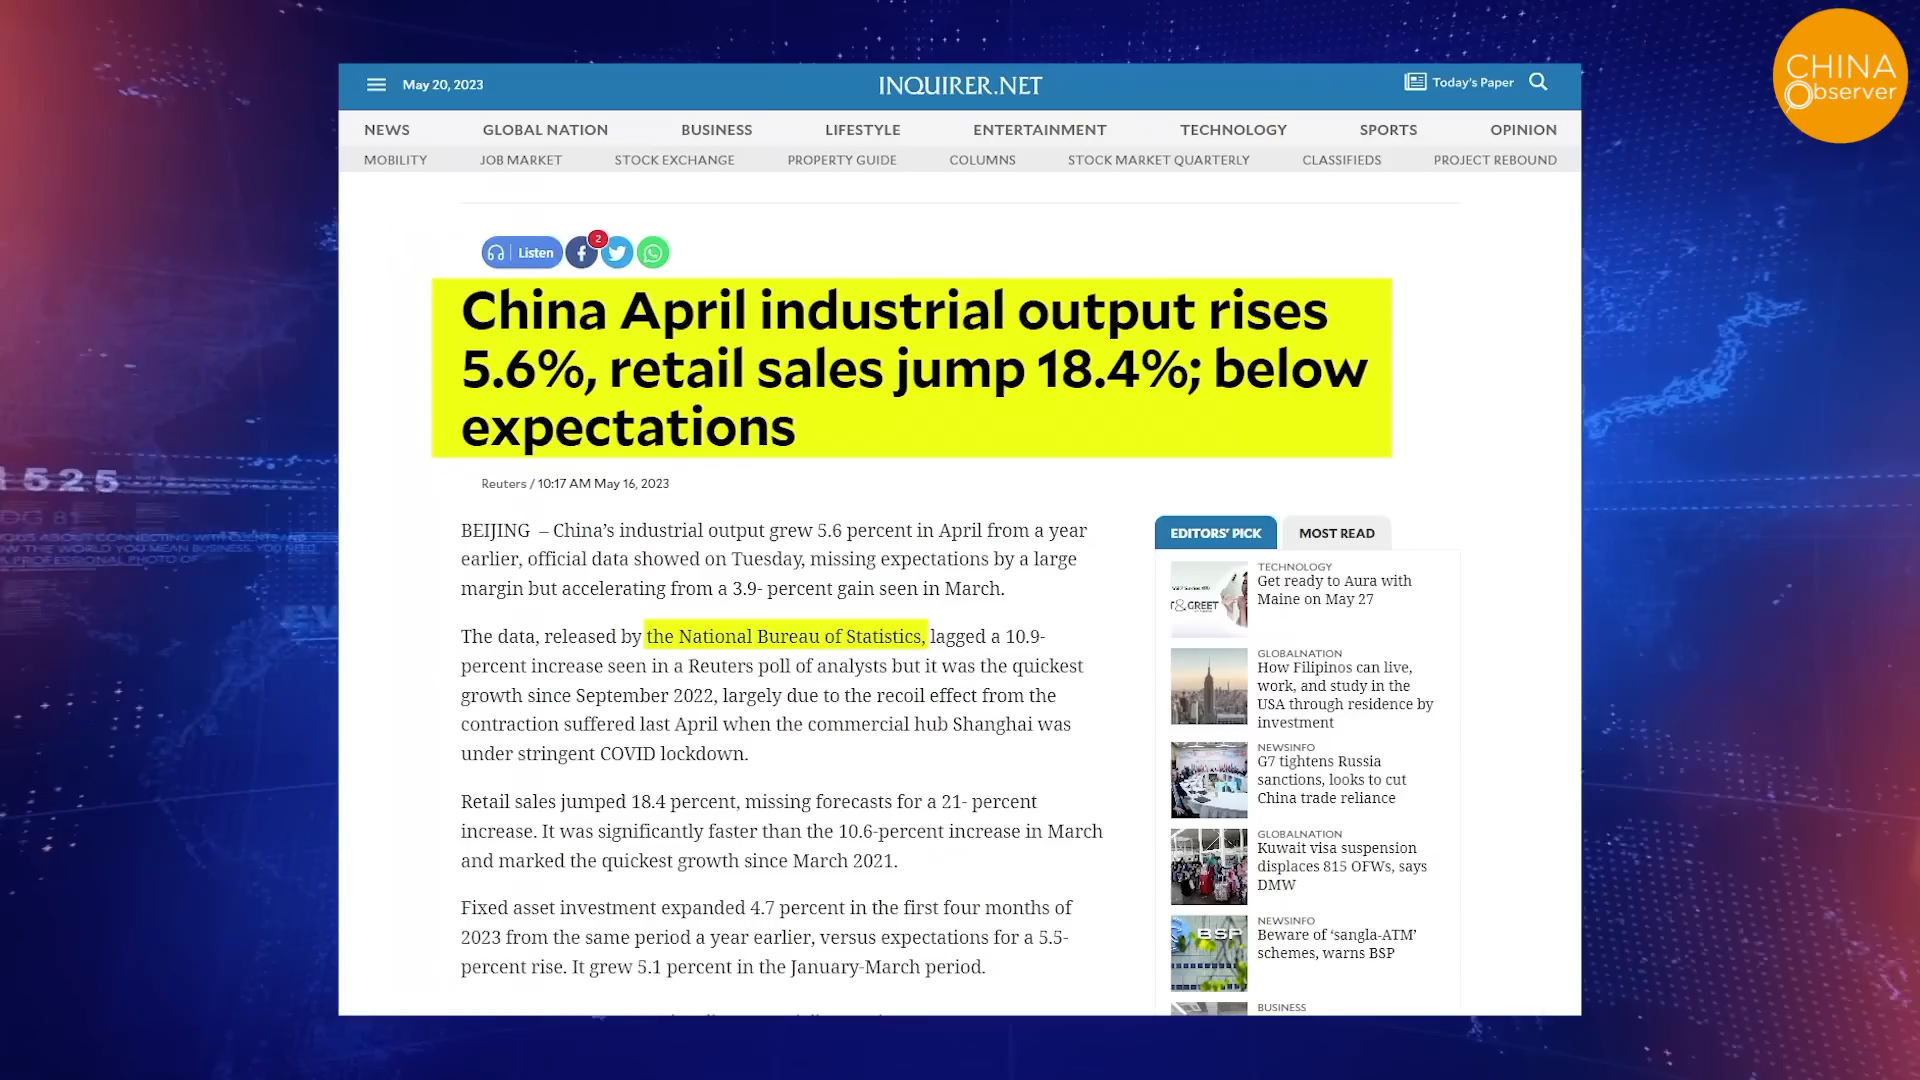 CHINA
Observer
May 20, 2023
INQUIRER.NET
Today's Paper
NEWS
GLOBAL NATION
BUSINESS
LIFESTYLE
ENTERTAINMENT
TECHNOLOGY
SPORTS
OPINION
MOBILITY
JOB MARKET
STOCK EXCHANGE
PROPERTY GUIDE
COLUMNS
STOCK MARKET QUARTERLY
CLASSIFIEDS
PROJECT REBOUND
Listen
2
China April industrial output rises
5.6%, retail sales jump 18.4%; below
expectations
Reuters / 10:17 AM May 16, 2023
BEIJING – China’s industrial output grew 5.6 percent in April from a year
earlier, official data showed on Tuesday, missing expectations by a large
margin but accelerating from a 3.9- percent gain seen in March.
The data, released by the National Bureau of Statistics, lagged a 10.9-
percent increase seen in a Reuters poll of analysts but it was the quickest
growth since September 2022, largely due to the recoil effect from the
contraction suffered last April when the commercial hub Shanghai was
under stringent COVID lockdown.
Retail sales jumped 18.4 percent, missing forecasts for a 21- percent
increase. It was significantly faster than the 10.6-percent increase in March
and marked the quickest growth since March 2021.
Fixed asset investment expanded 4.7 percent in the first four months of
2023 from the same period a year earlier, versus expectations for a 5.5-
percent rise. It grew 5.1 percent in the January-March period.
EDITORS' PICK
MOST READ
TECHNOLOGY
Get ready to Aura with
Maine on May 27
GLOBALNATION
How Filipinos can live,
work, and study in the
USA through residence by
investment
NEWSINFO
G7 tightens Russia
sanctions, looks to cut
China trade reliance
GLOBALNATION
Kuwait visa suspension
displaces 815 OFWs, says
DMW
NEWSINFO
Beware of ‘sangla-ATM’
schemes, warns BSP
BUSINESS
&GREET
BSP
1525